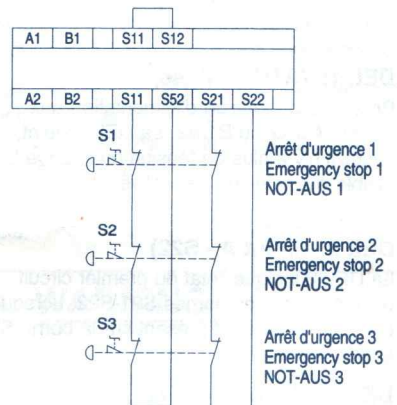 A1 B1 S11 S12
A2 B2 S11 S52 S21 S22
S1
Arrêt d'urgence 1
Emergency stop 1
NOT-AUS 1
S2
Arrêt d'urgence 2
Emergency stop 2
NOT-AUS 2
S3
Arrêt d'urgence 3
Emergency stop 3
NOT-AUS 3